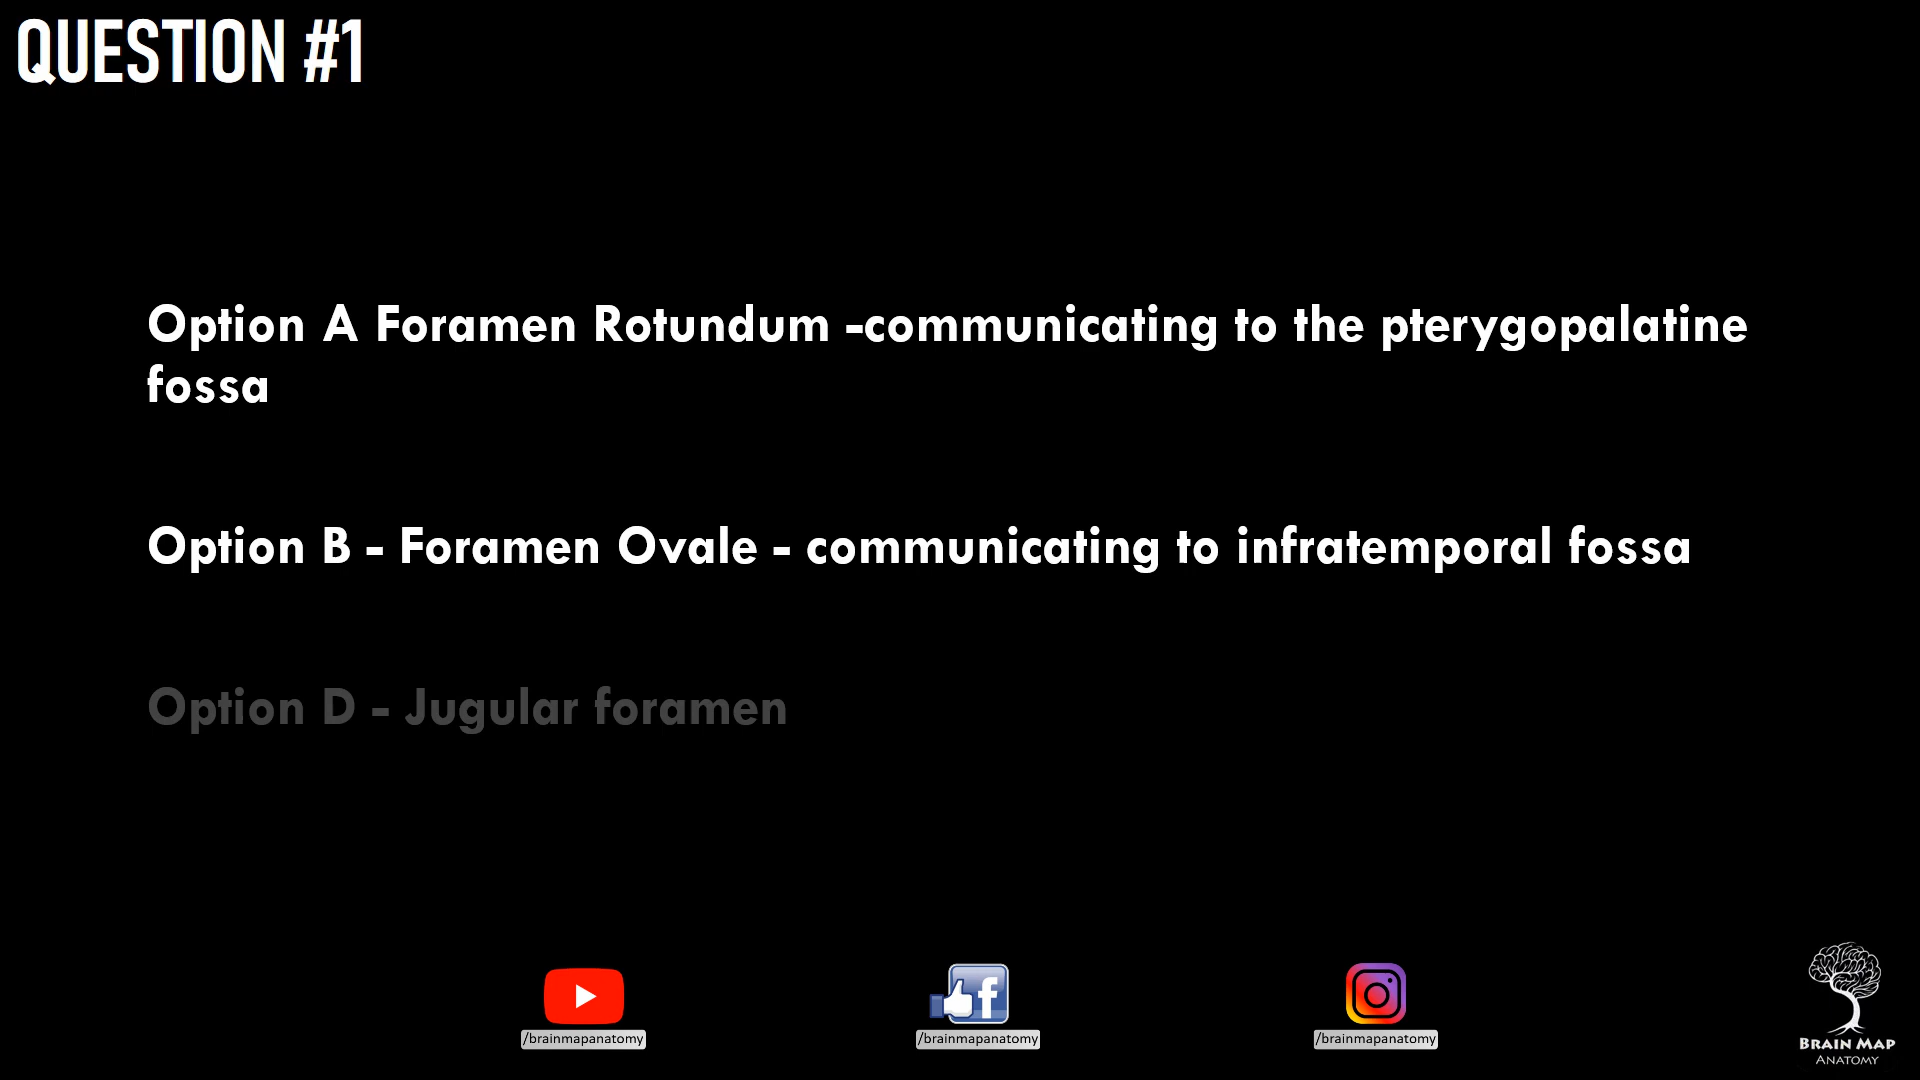 QUESTION #1
Option A Foramen Rotundum -communicating to the pterygopalatine
fossa
Option B - Foramen Ovale - communicating to infratemporal fossa
Option D - Jugular foramen
/brainmapanatomy
/brainmapanatomy
/brainmapanatomy
BRAIN MAP
ANATOMY